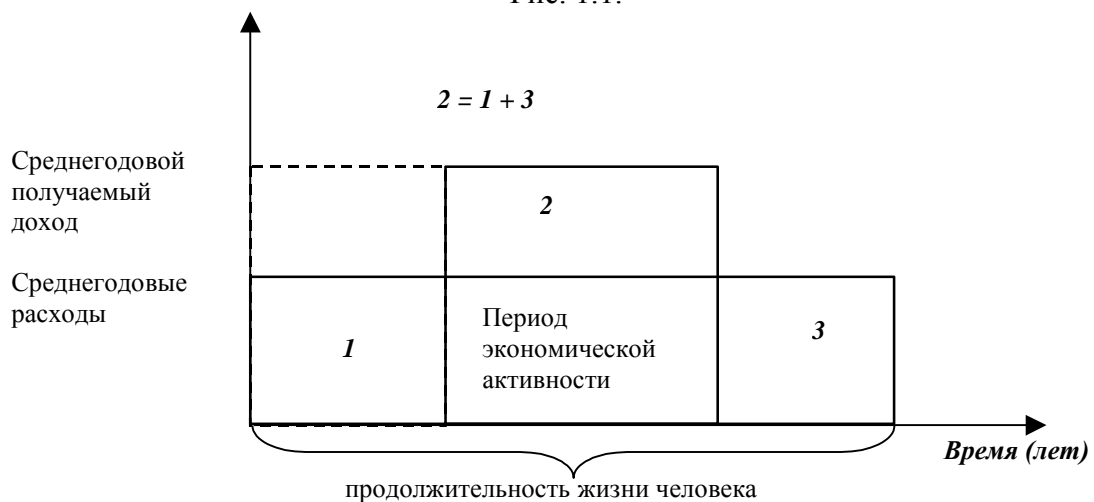 Рис. 1.1.
2 = 1 + 3
Среднегодовой
получаемый
доход
2
Среднегодовые
расходы
1
Период
экономической
активности
3
Время (лет)
продолжительность жизни человека